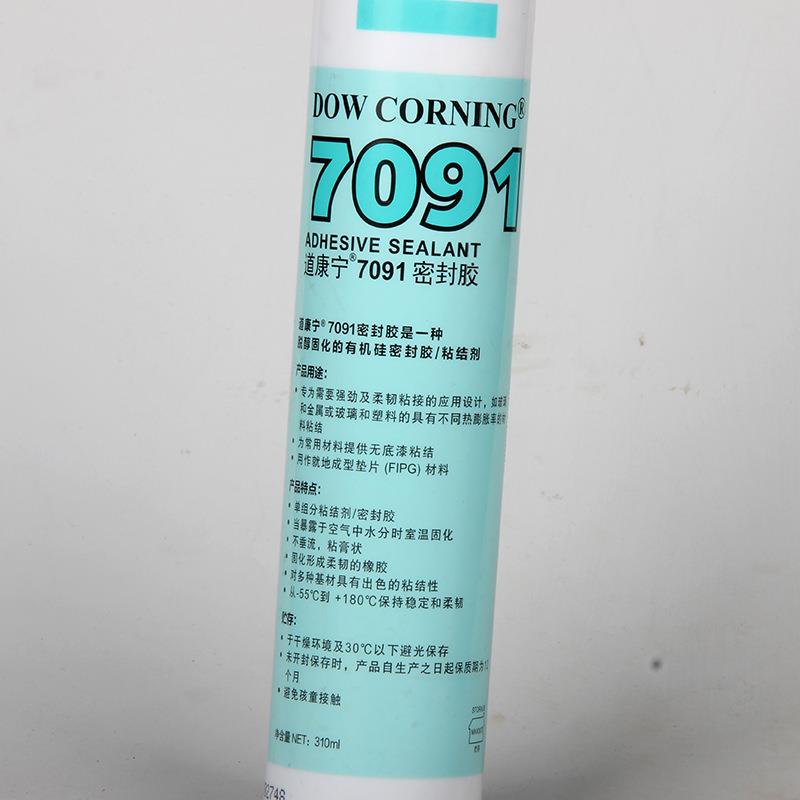 DOW CORNING®
7091
ADHESIVE SEALANT
道康宁®7091 密封胶
道康宁® 7091密封胶是一种
脱醇固化的有机硅密封胶/粘结剂
产品用途:
• 专为需要强劲及柔韧粘接的应用设计，如玻
和金属或玻璃和塑料的具有不同热膨胀率的
料粘结
• 为常用材料提供无底漆粘结
• 用作就地成型垫片 (FIPG) 材料
产品特点:
• 单组分粘结剂/密封胶
• 当暴露于空气中水分时室温固化
• 不垂流，粘膏状
• 固化形成柔韧的橡胶
• 对多种基材具有出色的粘结性
• 从-55℃到 +180℃保持稳定和柔韧
贮存:
• 于干燥环境及30℃以下避光保存
• 未开封保存时，产品自生产之日起保质期为
个月
• 避免孩童接触
净含量NET: 310ml